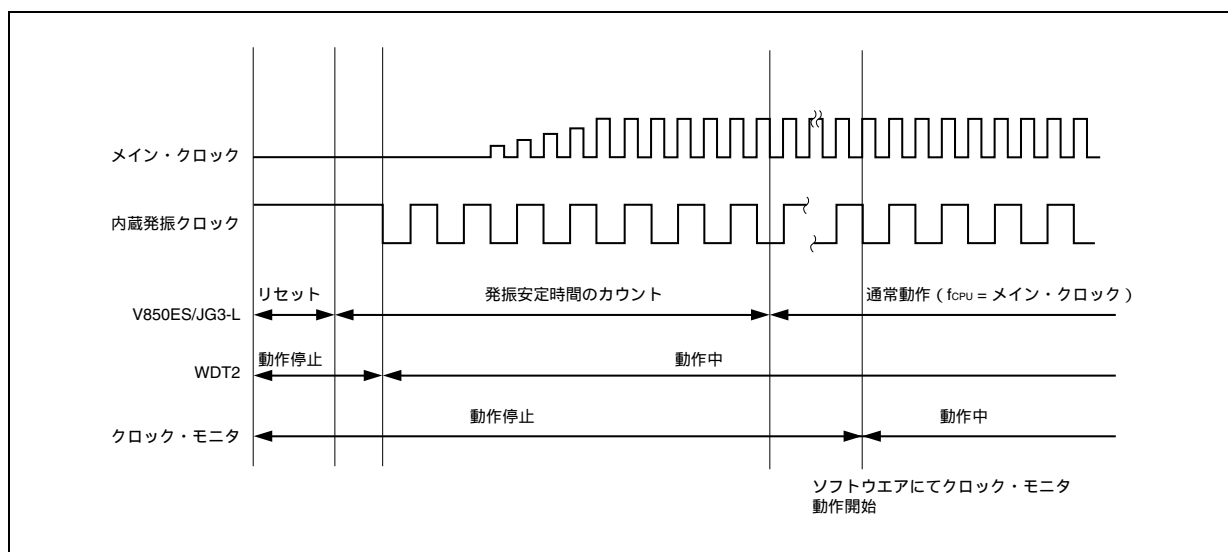 メイン・クロック
内蔵発振クロック
リセット
発振安定時間のカウント
通常動作（fCPU = メイン・クロック）
V850ES/JG3-L
動作停止
動作中
WDT2
動作停止
動作中
クロック・モニタ
ソフトウエアにてクロック・モニタ
動作開始